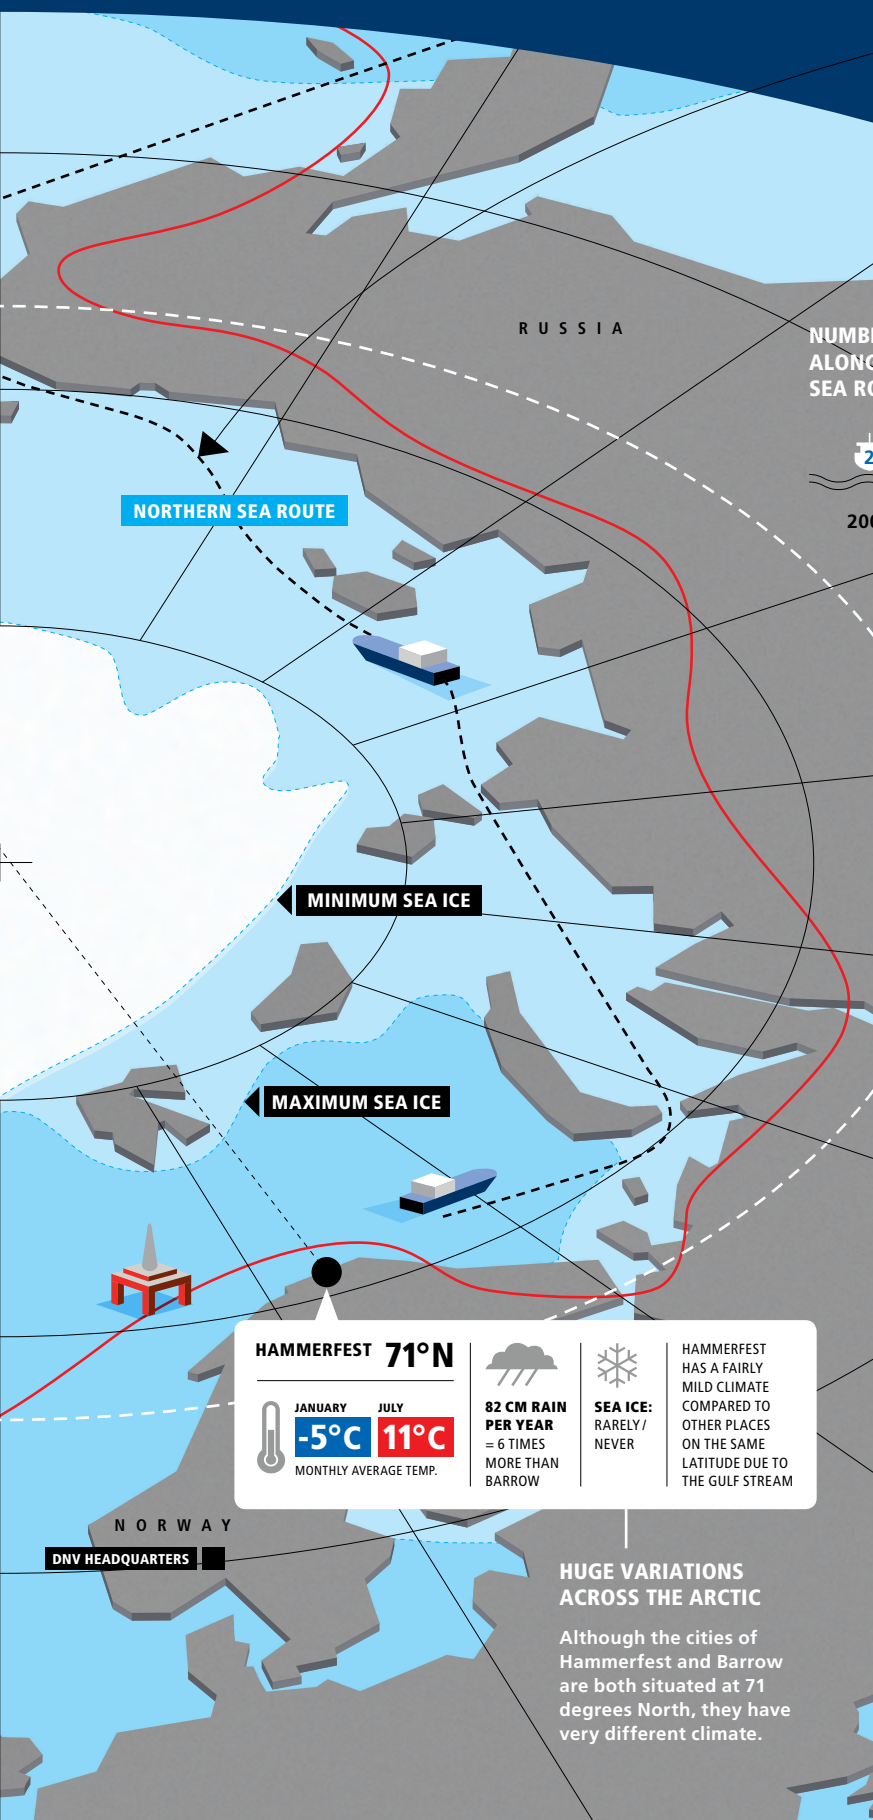 RUSSIA
NUMB
ALONG
SEA RO
2
200
NORTHERN SEA ROUTE
MINIMUM SEA ICE
MAXIMUM SEA ICE
HAMMERFEST 71°N
JANUARY JULY
-5°C 11°C
MONTHLY AVERAGE TEMP.
82 CM RAIN
PER YEAR
= 6 TIMES
MORE THAN
BARROW
SEA ICE:
RARELY/
NEVER
HAMMERFEST
HAS A FAIRLY
MILD CLIMATE
COMPARED TO
OTHER PLACES
ON THE SAME
LATITUDE DUE TO
THE GULF STREAM
NORWAY
DNV HEADQUARTERS
HUGE VARIATIONS
ACROSS THE ARCTIC
Although the cities of
Hammerfest and Barrow
are both situated at 71
degrees North, they have
very different climate.